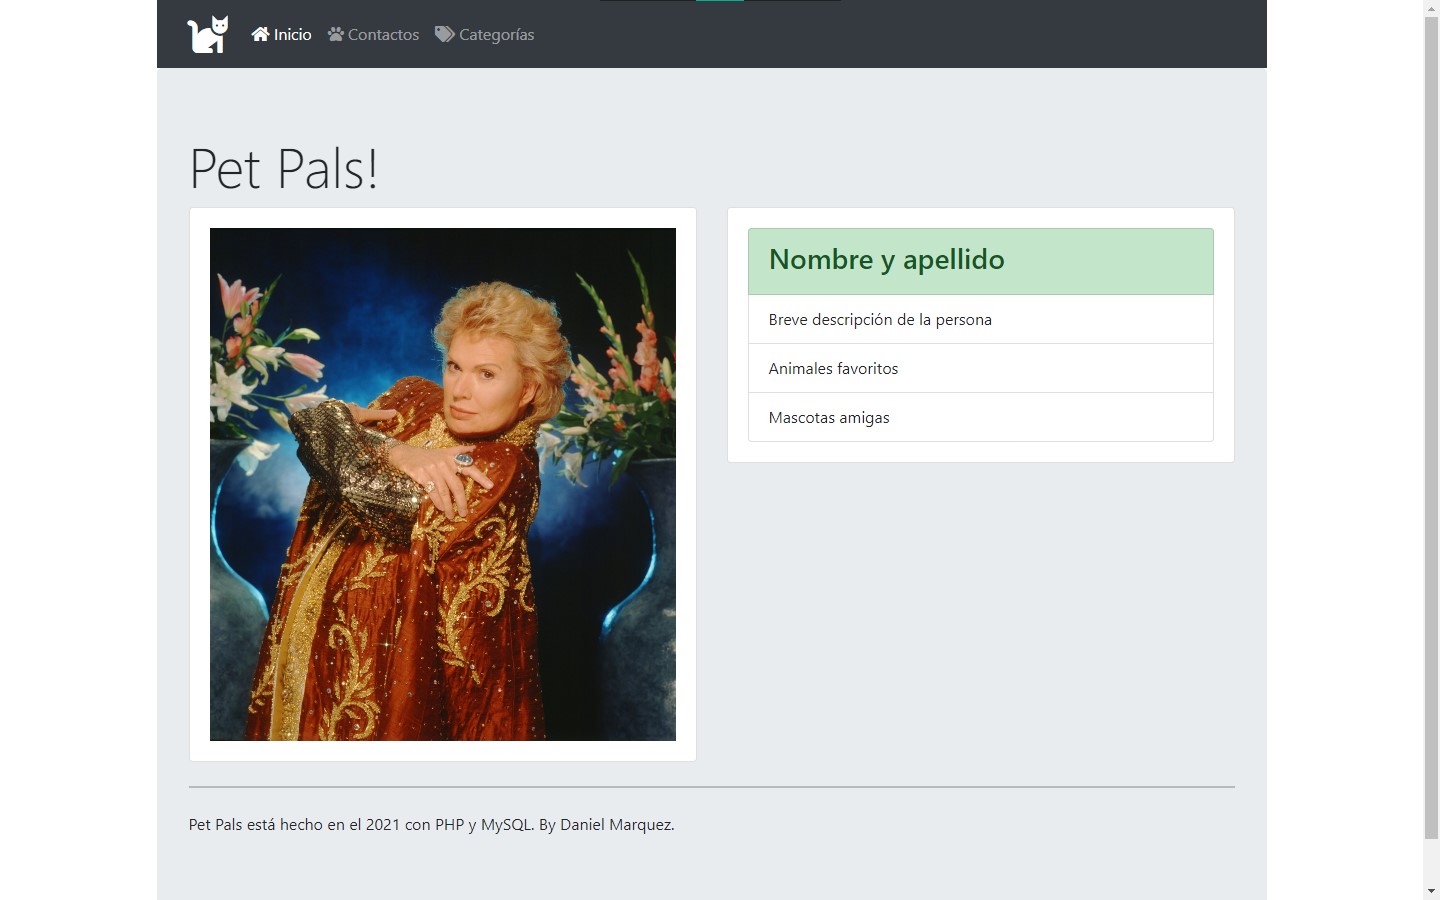 Inicio Contactos Categorías
Pet Pals!
Nombre y apellido
Breve descripción de la persona
Animales favoritos
Mascotas amigas
Pet Pals está hecho en el 2021 con PHP y MySQL. By Daniel Marquez.